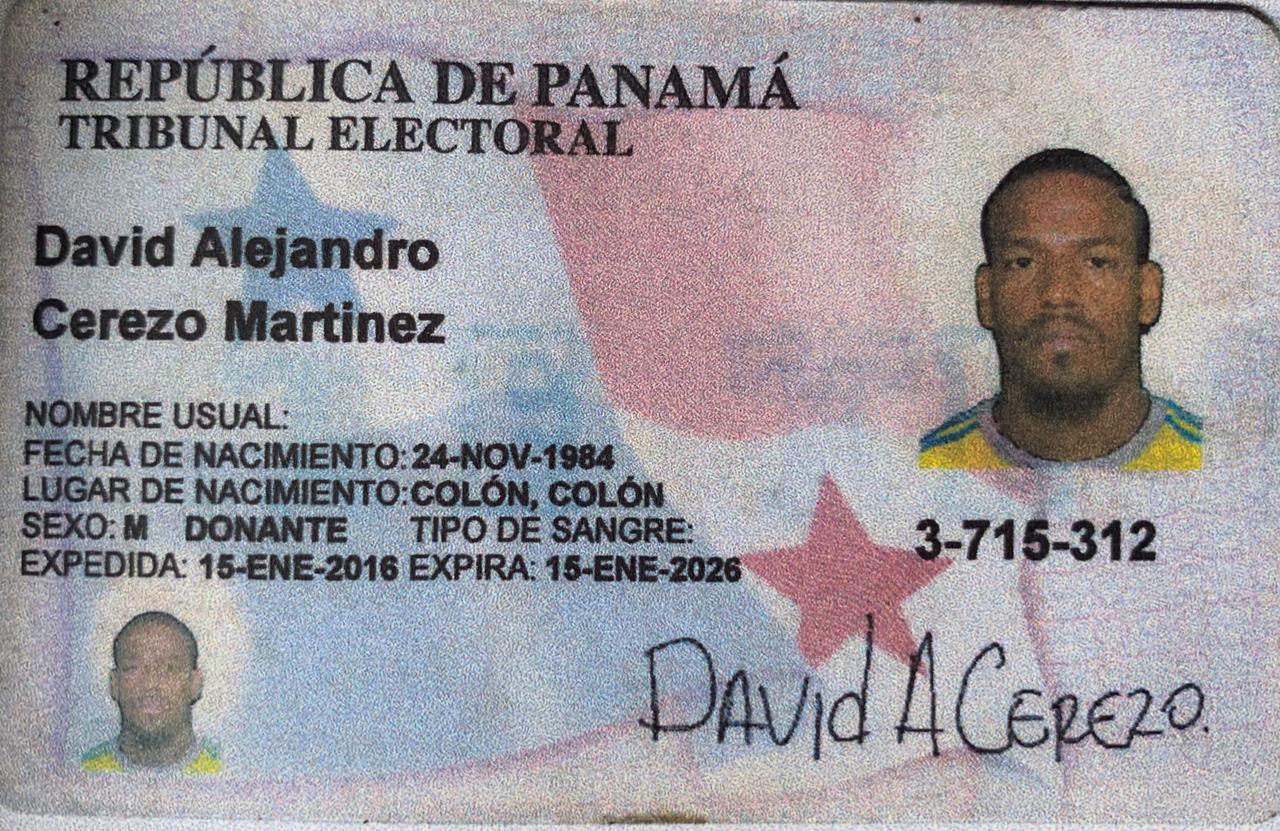 REPÚBLICA DE PANAMÁ
TRIBUNAL ELECTORAL
David Alejandro
Cerezo Martinez
NOMBRE USUAL:
FECHA DE NACIMIENTO: 24-NOV-1984
LUGAR DE NACIMIENTO: COLÓN, COLÓN
SEXO: M DONANTE TIPO DE SANGRE:
EXPEDIDA: 15-ENE-2016 EXPIRA: 15-ENE-2026
3-715-312
DAVId A CEREZO.